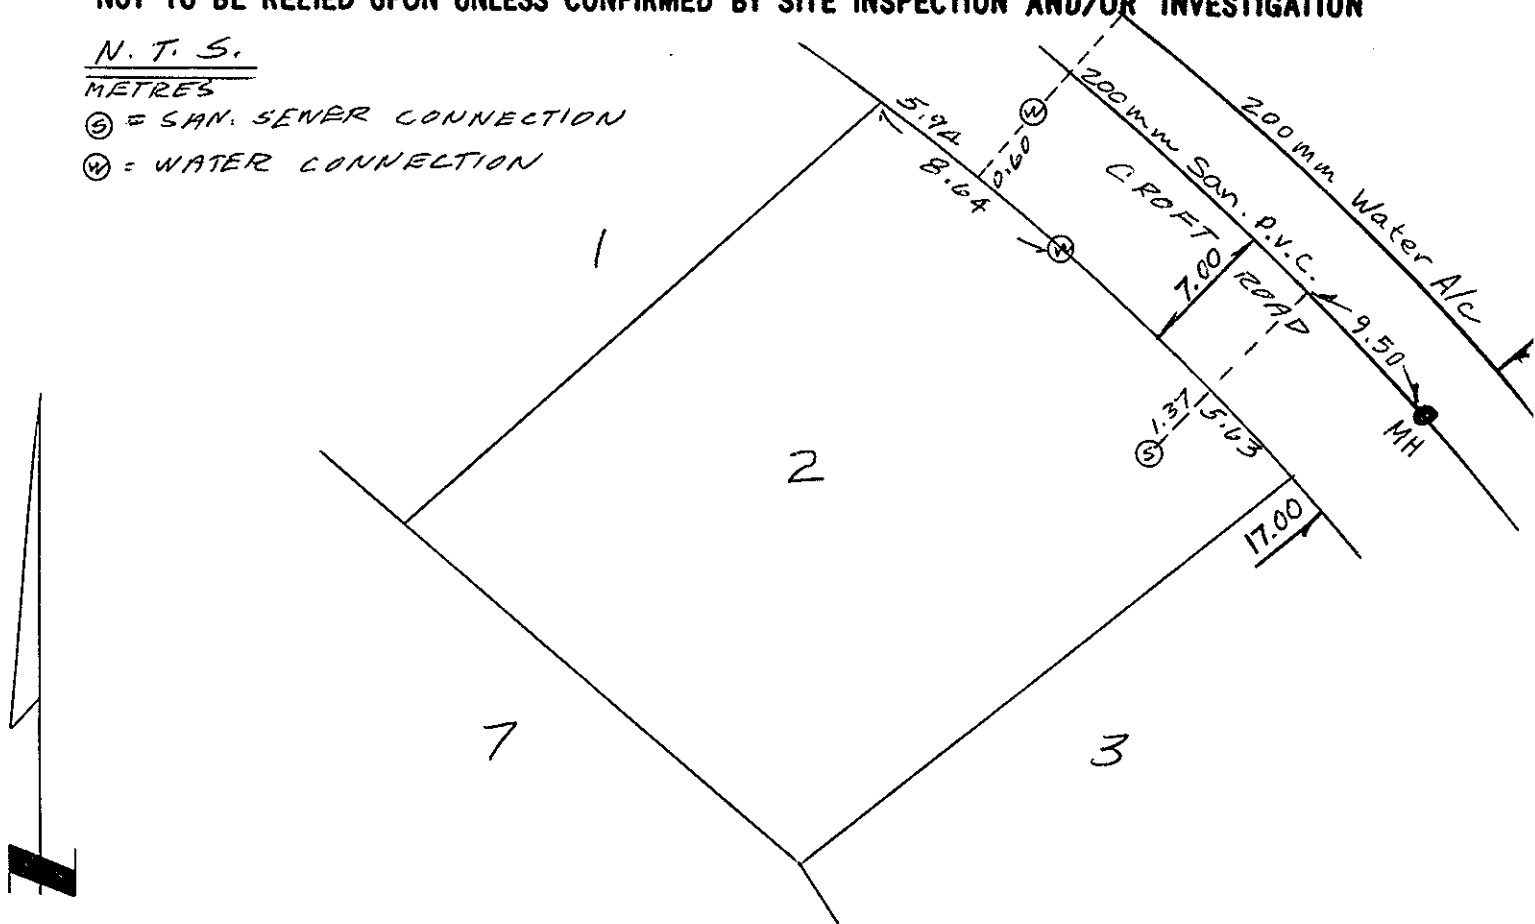 NOT TO BE RELIED UPON UNLESS CONFIRMED BY SITE INSPECTION AND/OR INVESTIGATION
N. T. S.
METRES
Ⓢ = SAN. SEWER CONNECTION
Ⓦ = WATER CONNECTION
5.94
8.64
W
0.60
W
200mm San. P.V.C.
200mm Water A/c
CROFT
ROAD
7.00
9.50
MH
1.37
5.63
S
17.00
1
2
7
3